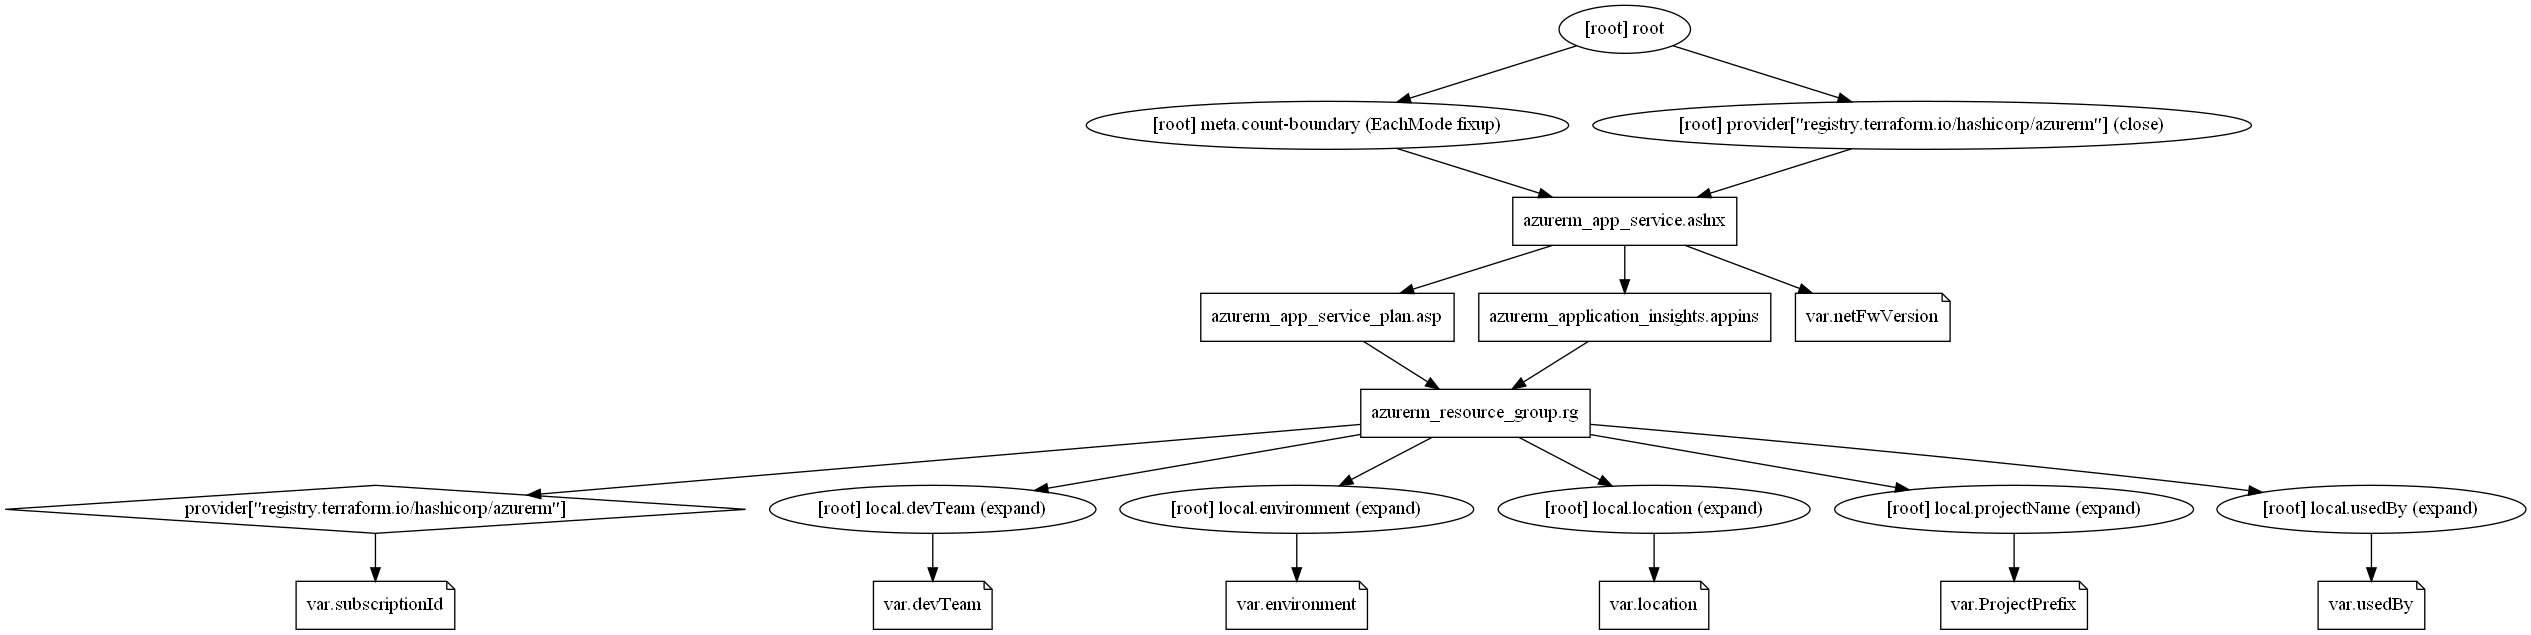 [root] root
[root] meta.count-boundary (EachMode fixup)
[root] provider["registry.terraform.io/hashicorp/azurerm"] (close)
azurerm_app_service.aslnx
azurerm_app_service_plan.asp
azurerm_application_insights.appins
var.netFwVersion
azurerm_resource_group.rg
provider["registry.terraform.io/hashicorp/azurerm"]
[root] local.devTeam (expand)
[root] local.environment (expand)
[root] local.location (expand)
[root] local.projectName (expand)
[root] local.usedBy (expand)
var.subscriptionId
var.devTeam
var.environment
var.location
var.ProjectPrefix
var.usedBy